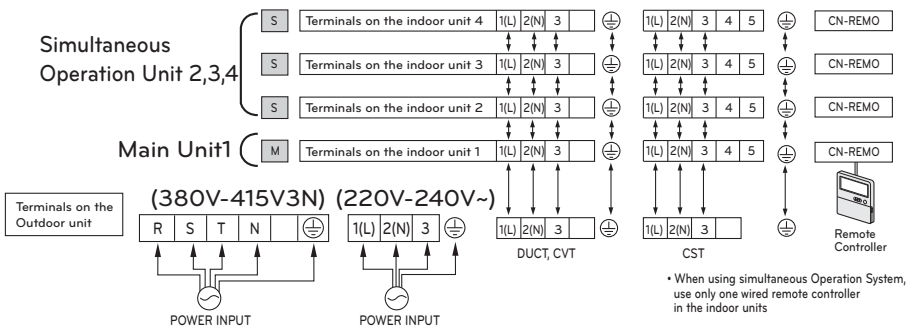 Simultaneous
Operation Unit 2,3,4
S Terminals on the indoor unit 4 1(L) 2(N) 3 1(L) 2(N) 3 4 5 CN-REMO
S Terminals on the indoor unit 3 1(L) 2(N) 3 1(L) 2(N) 3 4 5 CN-REMO
S Terminals on the indoor unit 2 1(L) 2(N) 3 1(L) 2(N) 3 4 5 CN-REMO
Main Unit1 M Terminals on the indoor unit 1 1(L) 2(N) 3 1(L) 2(N) 3 4 5 CN-REMO
Terminals on the
Outdoor unit
(380V-415V3N) (220V-240V~)
R S T N 1(L) 2(N) 3 1(L) 2(N) 3 1(L) 2(N) 3
DUCT, CVT CST
Remote
Controller
POWER INPUT POWER INPUT
• When using simultaneous Operation System,
use only one wired remote controller
in the indoor units